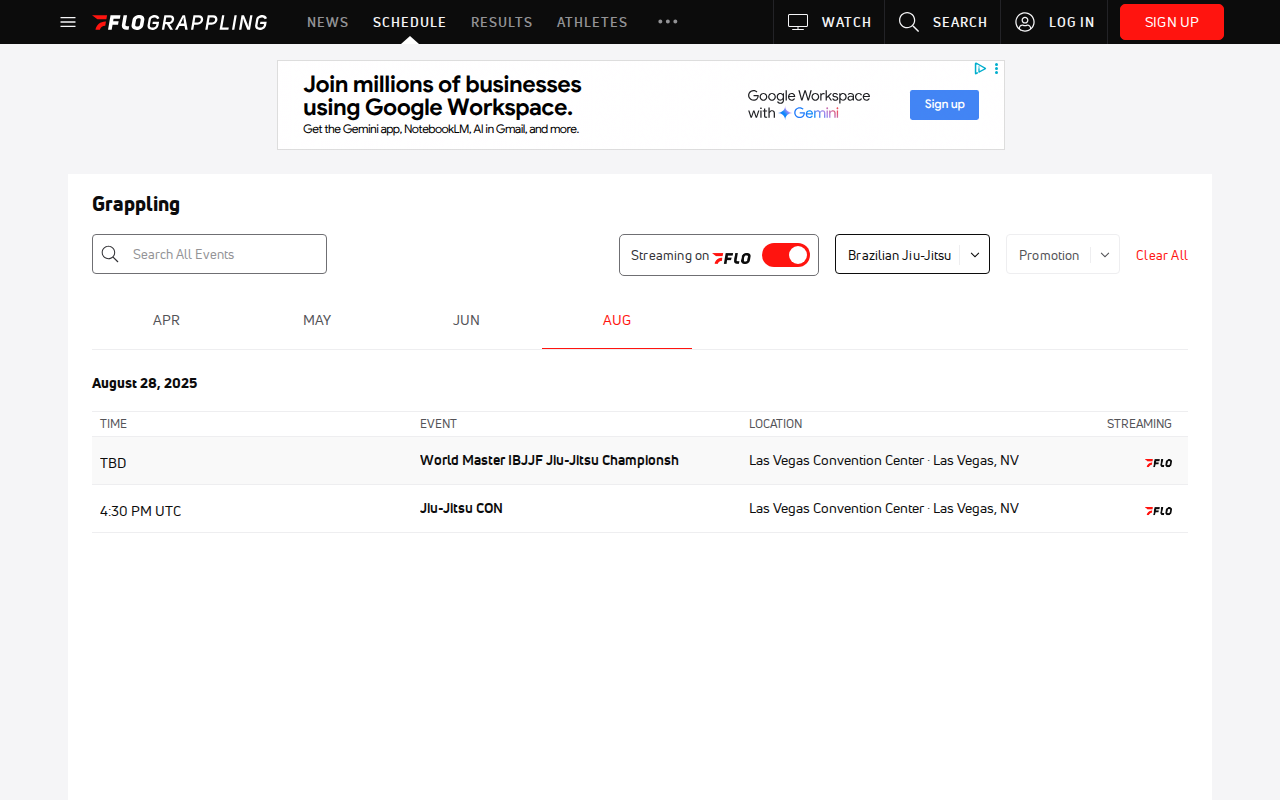 FLOGRAPPLING NEWS SCHEDULE RESULTS ATHLETES WATCH SEARCH LOG IN SIGN UP
Join millions of businesses
using Google Workspace.
Get the Gemini app, NotebookLM, AI in Gmail, and more.
Google Workspace
with Gemini
Sign up
Grappling
Search All Events
Streaming on FLO
Brazilian Jiu-Jitsu
Promotion
Clear All
APR MAY JUN AUG
August 28, 2025
TIME EVENT LOCATION STREAMING
TBD World Master IBJJF Jiu-Jitsu Championsh Las Vegas Convention Center · Las Vegas, NV FLO
4:30 PM UTC Jiu-Jitsu CON Las Vegas Convention Center · Las Vegas, NV FLO